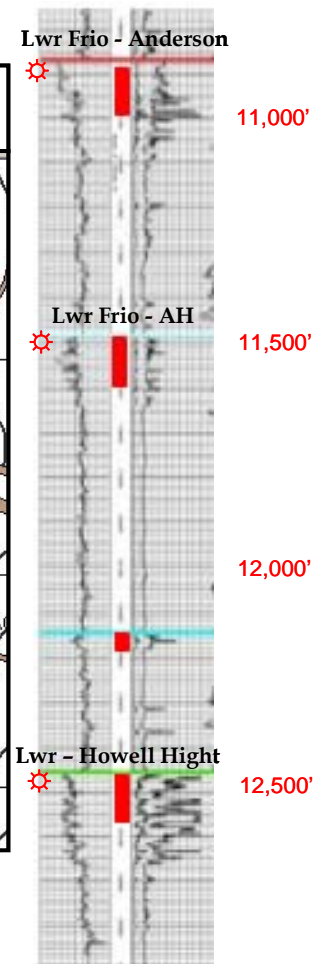 Lwr Frio - Anderson
11,000’
Lwr Frio - AH
11,500’
12,000’
Lwr – Howell Hight
12,500’